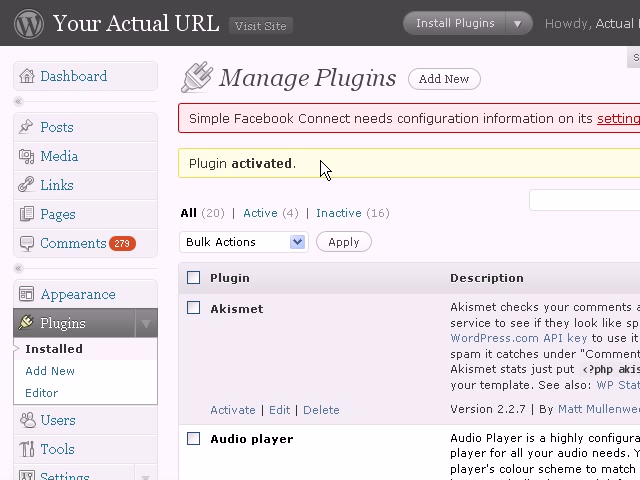 Your Actual URL
Visit Site
Install Plugins
Howdy, Actual
Dashboard
Posts
Media
Links
Pages
Comments 279
Appearance
Plugins
Installed
Add New
Editor
Users
Tools
Settings
Manage Plugins
Add New
Simple Facebook Connect needs configuration information on its setting
Plugin activated.
All (20) | Active (4) | Inactive (16)
Bulk Actions
Apply
Plugin Description
Akismet
Akismet checks your comments a
service to see if they look like sp
WordPress.com API key to use it
spam it catches under "Comment
Akismet stats just put <?php akis
your template. See also: WP Stat
Activate | Edit | Delete
Version 2.2.7 | By Matt Mullenwe
Audio player
Audio Player is a highly configura
player for all your audio needs. Y
player's colour scheme to match